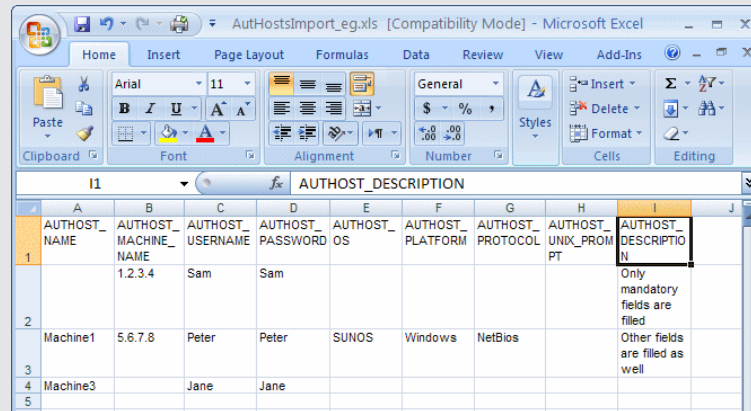 AutHostsImport_eg.xls [Compatibility Mode] - Microsoft Excel
Home Insert Page Layout Formulas Data Review View Add-Ins
Paste
Clipboard
Arial 11
B I U A A
A
Font
Alignment
General
$ % ,
.00
Number
A
Styles
Insert
Delete
Format
Cells
Σ
Editing
I1 fx AUTHOST_DESCRIPTION
A B C D E F G H I J
1
AUTHOST_
NAME
AUTHOST_
MACHINE_
NAME
AUTHOST_
USERNAME
AUTHOST_
PASSWORD
AUTHOST_
OS
AUTHOST_
PLATFORM
AUTHOST_
PROTOCOL
AUTHOST_
UNIX_PROM
PT
AUTHOST_
DESCRIPTIO
N
2
1.2.3.4 Sam Sam
Only
mandatory
fields are
filled
3
Machine1 5.6.7.8 Peter Peter SUNOS Windows NetBios
Other fields
are filled as
well
4 Machine3 Jane Jane
5